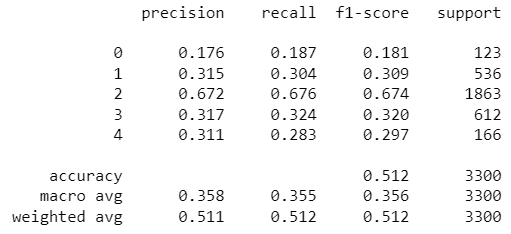 precision recall f1-score support
0 0.176 0.187 0.181 123
1 0.315 0.304 0.309 536
2 0.672 0.676 0.674 1863
3 0.317 0.324 0.320 612
4 0.311 0.283 0.297 166
accuracy 0.512 3300
macro avg 0.358 0.355 0.356 3300
weighted avg 0.511 0.512 0.512 3300